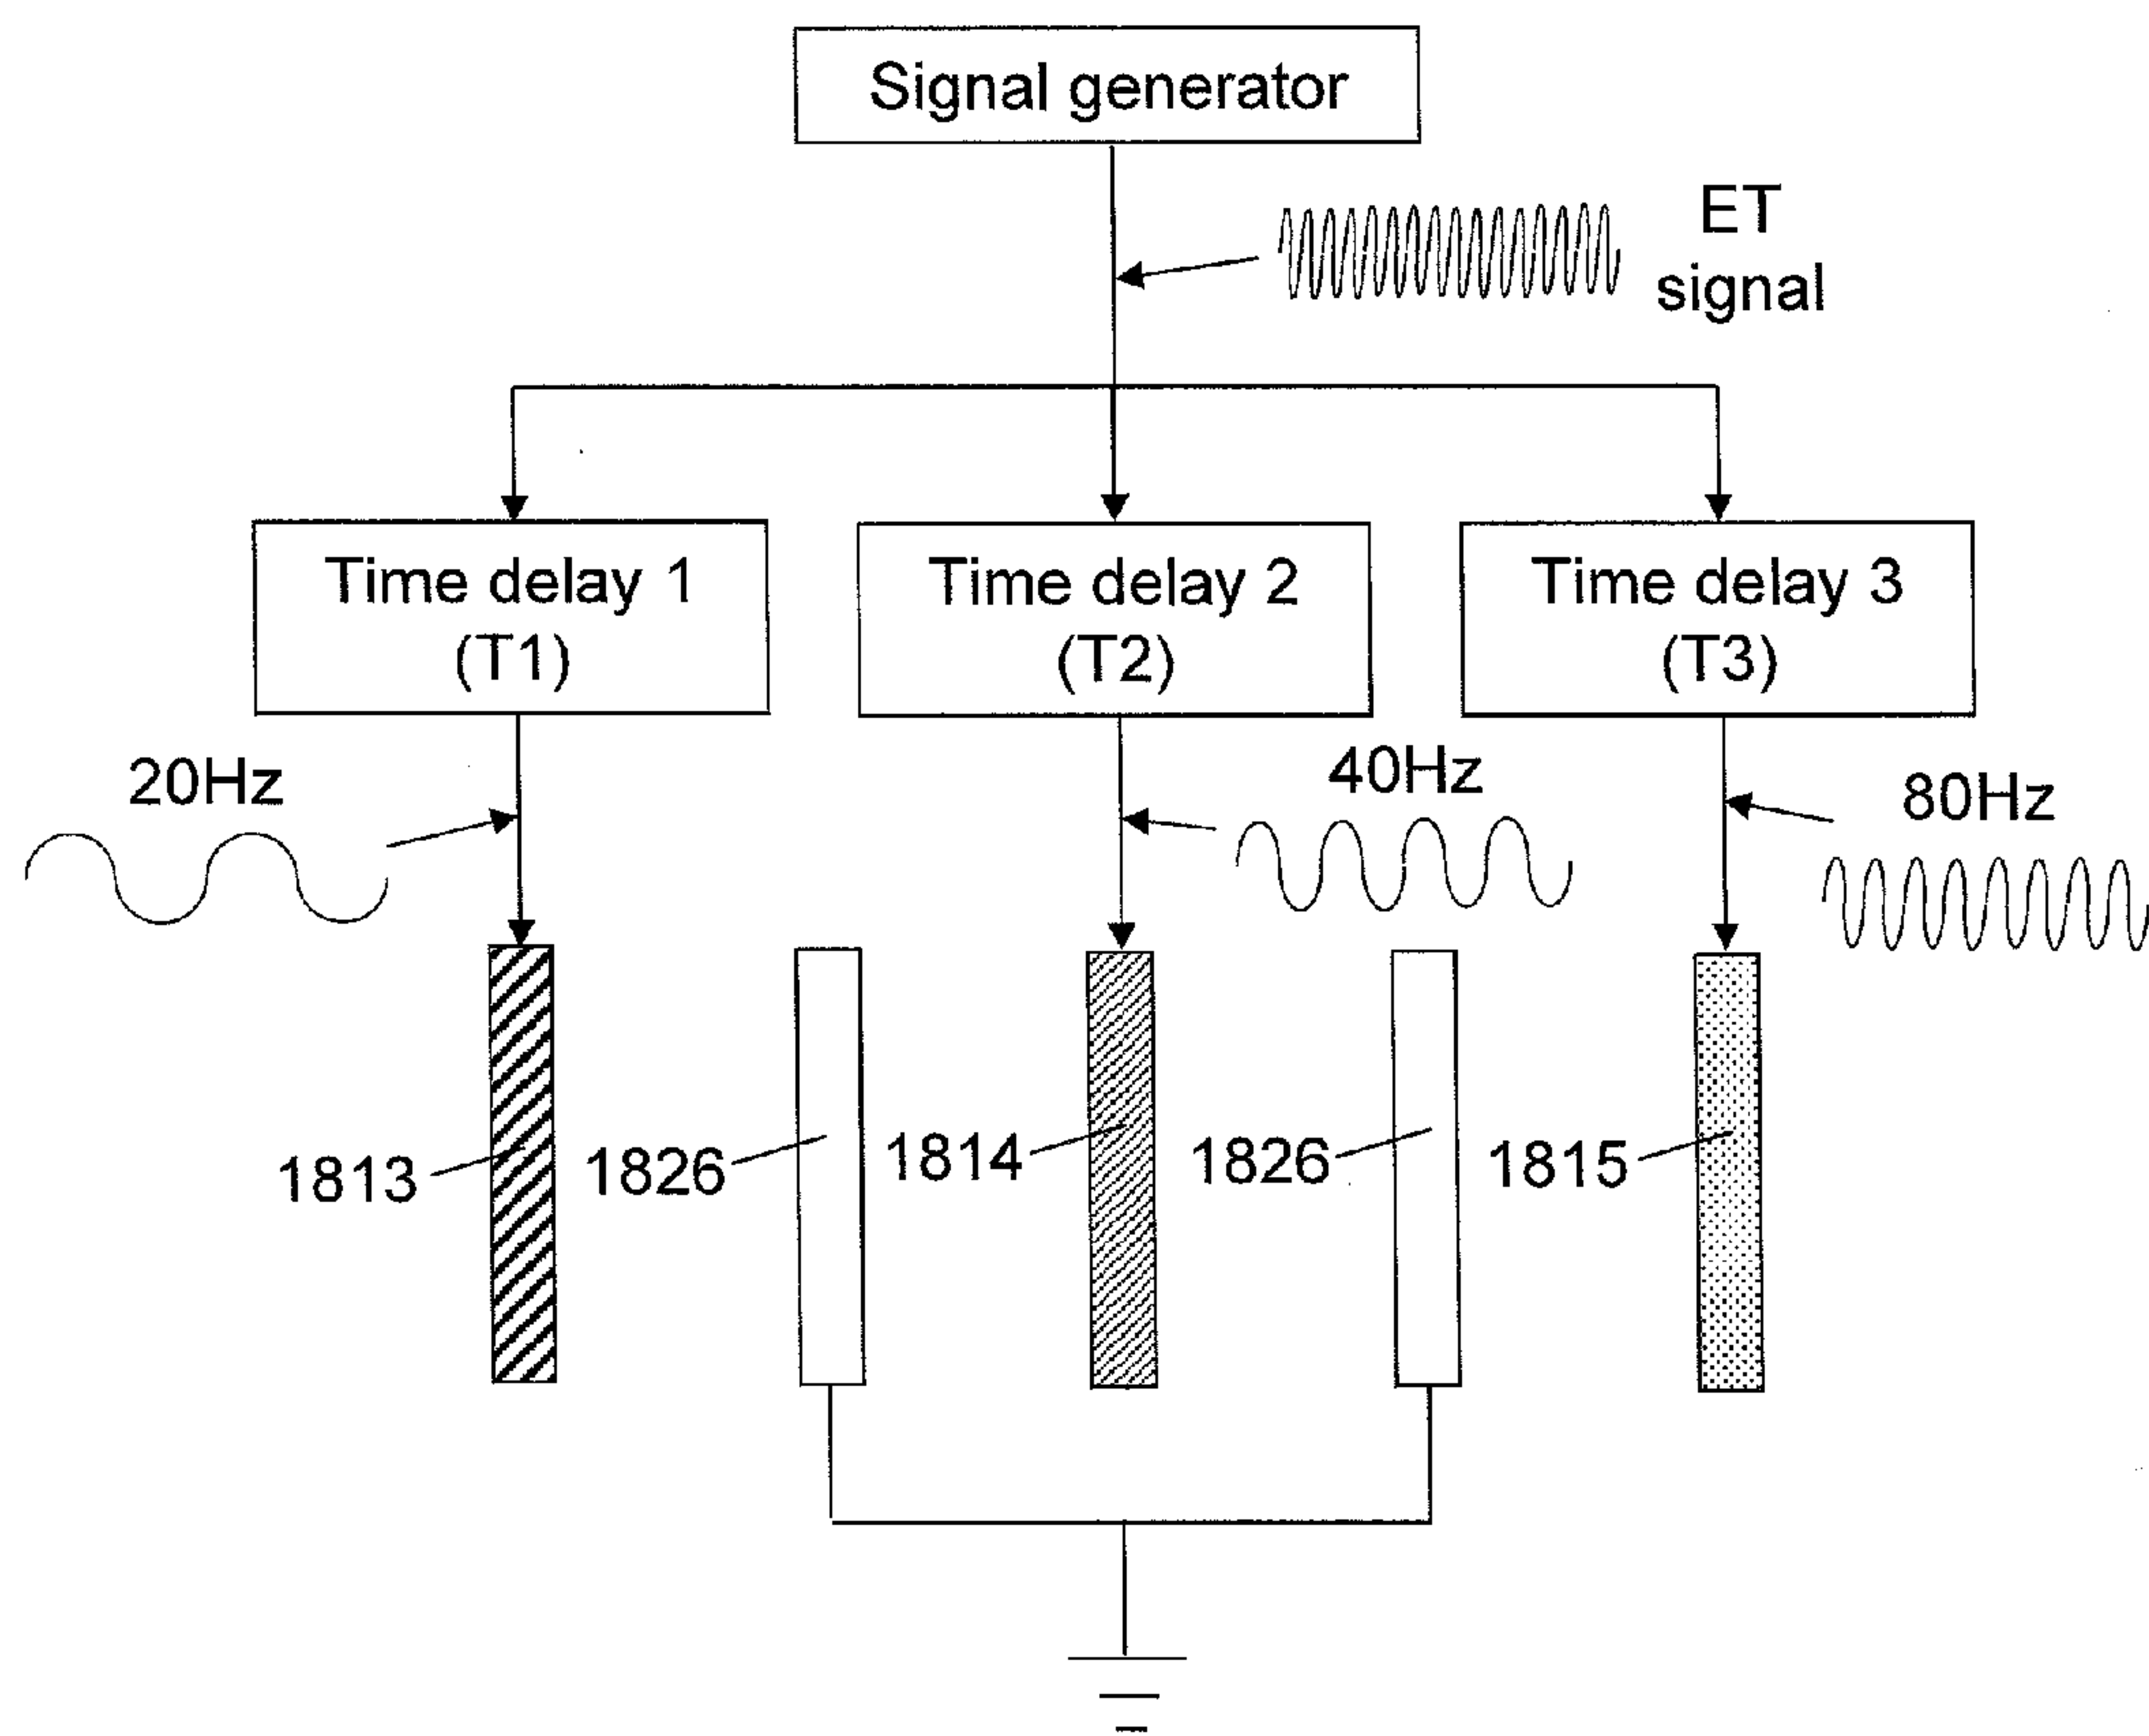 Signal generator
ET
signal
Time delay 1
(T1)
Time delay 2
(T2)
Time delay 3
(T3)
20Hz
40Hz
80Hz
1813
1826
1814
1826
1815